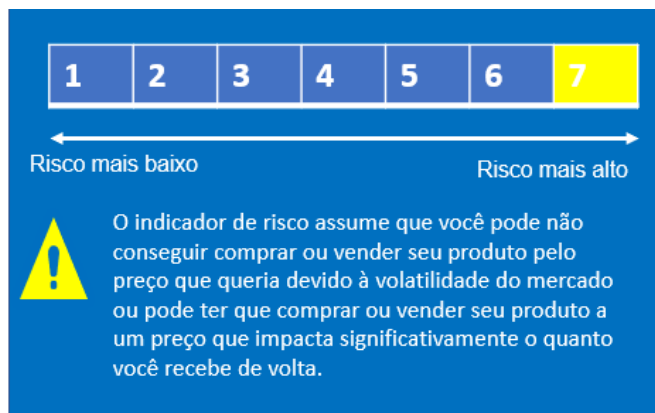 1 2 3 4 5 6 7
Risco mais baixo Risco mais alto
!
O indicador de risco assume que você pode não
conseguir comprar ou vender seu produto pelo
preço que queria devido à volatilidade do mercado
ou pode ter que comprar ou vender seu produto a
um preço que impacta significativamente o quanto
você recebe de volta.